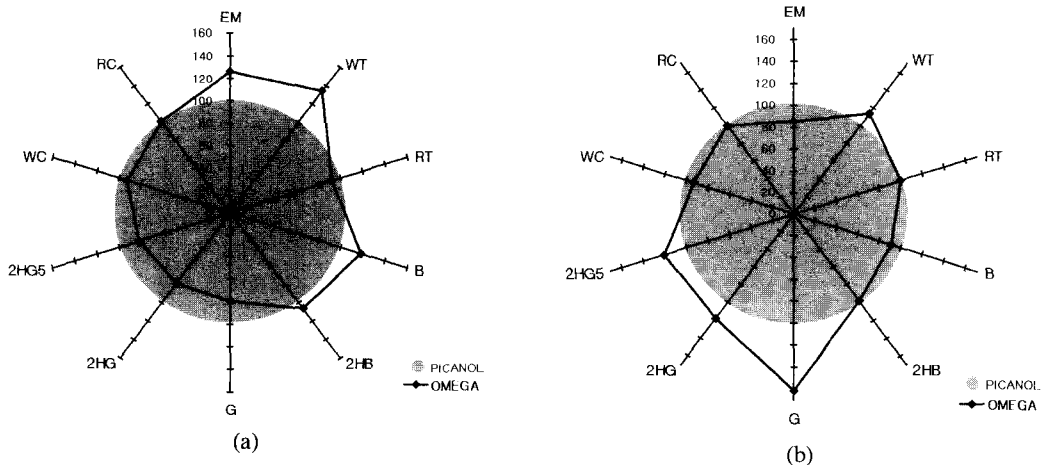 EM
160
140
120
100
80
RC
WT
WC
RT
2HG5
B
2HG
2HB
G
PICANOL
OMEGA
(a)
EM
160
140
120
100
80
60
40
20
0
RC
WT
WC
RT
2HG5
B
2HG
2HB
G
PICANOL
OMEGA
(b)